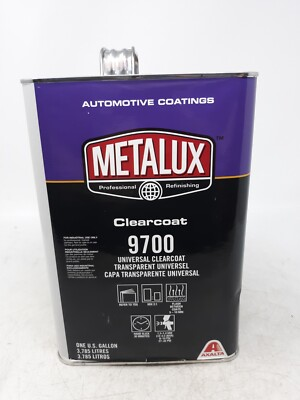 AUTOMOTIVE COATINGS
METALUX™
Professional Refinishing
Clearcoat
9700
UNIVERSAL CLEARCOAT
TRANSPARENT UNIVERSEL
CAPA TRANSPARENTE UNIVERSAL
ONE U.S. GALLON
3,785 LITRES
3,785 LITROS
AXALTA